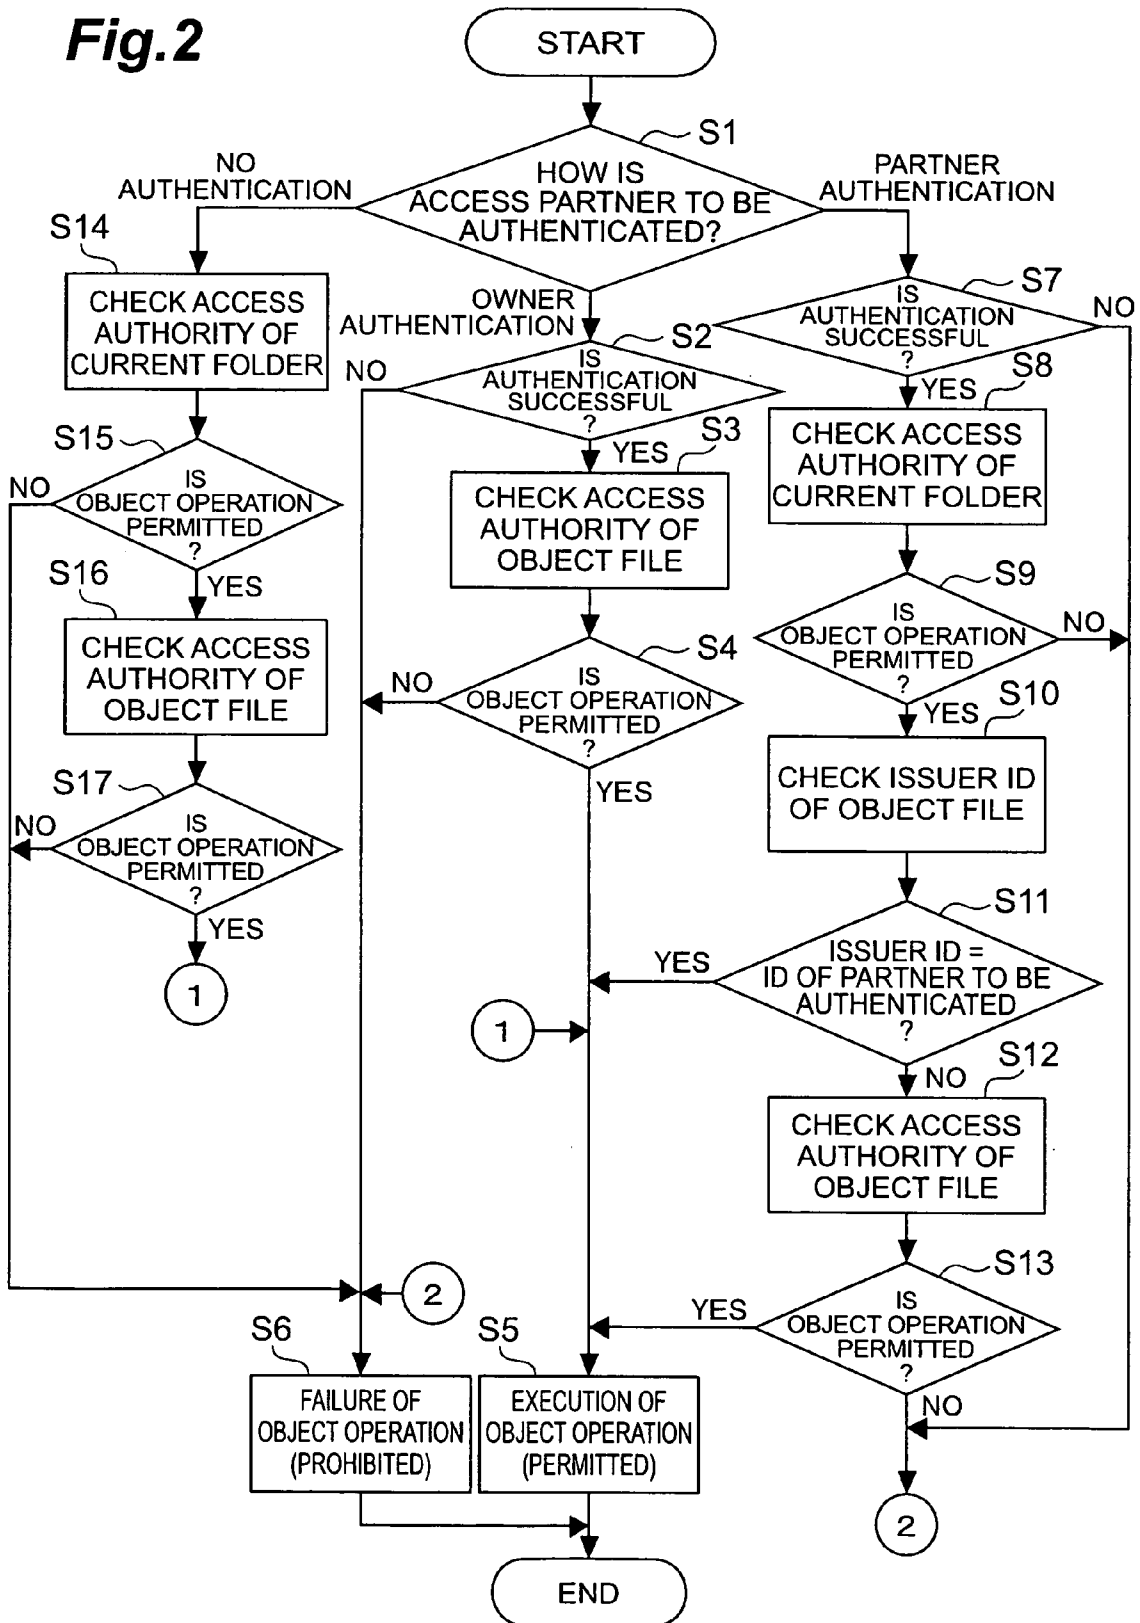 Fig.2
START
S1
HOW IS
ACCESS PARTNER TO BE
AUTHENTICATED?
NO
AUTHENTICATION
PARTNER
AUTHENTICATION
OWNER
AUTHENTICATION
S14
CHECK ACCESS
AUTHORITY OF
CURRENT FOLDER
S15
IS
OBJECT OPERATION
PERMITTED
?
NO
YES
S16
CHECK ACCESS
AUTHORITY OF
OBJECT FILE
S17
IS
OBJECT OPERATION
PERMITTED
?
NO
YES
1
S2
IS
AUTHENTICATION
SUCCESSFUL
?
NO
YES
S3
CHECK ACCESS
AUTHORITY OF
OBJECT FILE
S4
IS
OBJECT OPERATION
PERMITTED
?
NO
YES
1
2
S6
FAILURE OF
OBJECT OPERATION
(PROHIBITED)
S5
EXECUTION OF
OBJECT OPERATION
(PERMITTED)
END
S7
IS
AUTHENTICATION
SUCCESSFUL
?
NO
YES
S8
CHECK ACCESS
AUTHORITY OF
CURRENT FOLDER
S9
IS
OBJECT OPERATION
PERMITTED
?
NO
YES
S10
CHECK ISSUER ID
OF OBJECT FILE
S11
ISSUER ID =
ID OF PARTNER TO BE
AUTHENTICATED
?
YES
NO
S12
CHECK ACCESS
AUTHORITY OF
OBJECT FILE
S13
IS
OBJECT OPERATION
PERMITTED
?
YES
NO
2